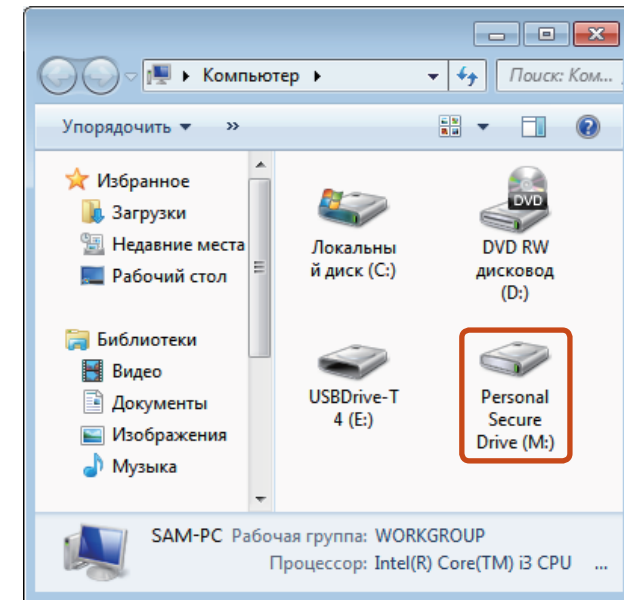 Компьютер
Поиск: Ком...
Упорядочить
»
Избранное
Загрузки
Недавние места
Рабочий стол
Библиотеки
Видео
Документы
Изображения
Музыка
Локальны
й диск (C:)
DVD
DVD RW
дисковод
(D:)
USBDrive-T
4 (E:)
Personal
Secure
Drive (M:)
SAM-PC Рабочая группа: WORKGROUP
Процессор: Intel(R) Core(TM) i3 CPU ...